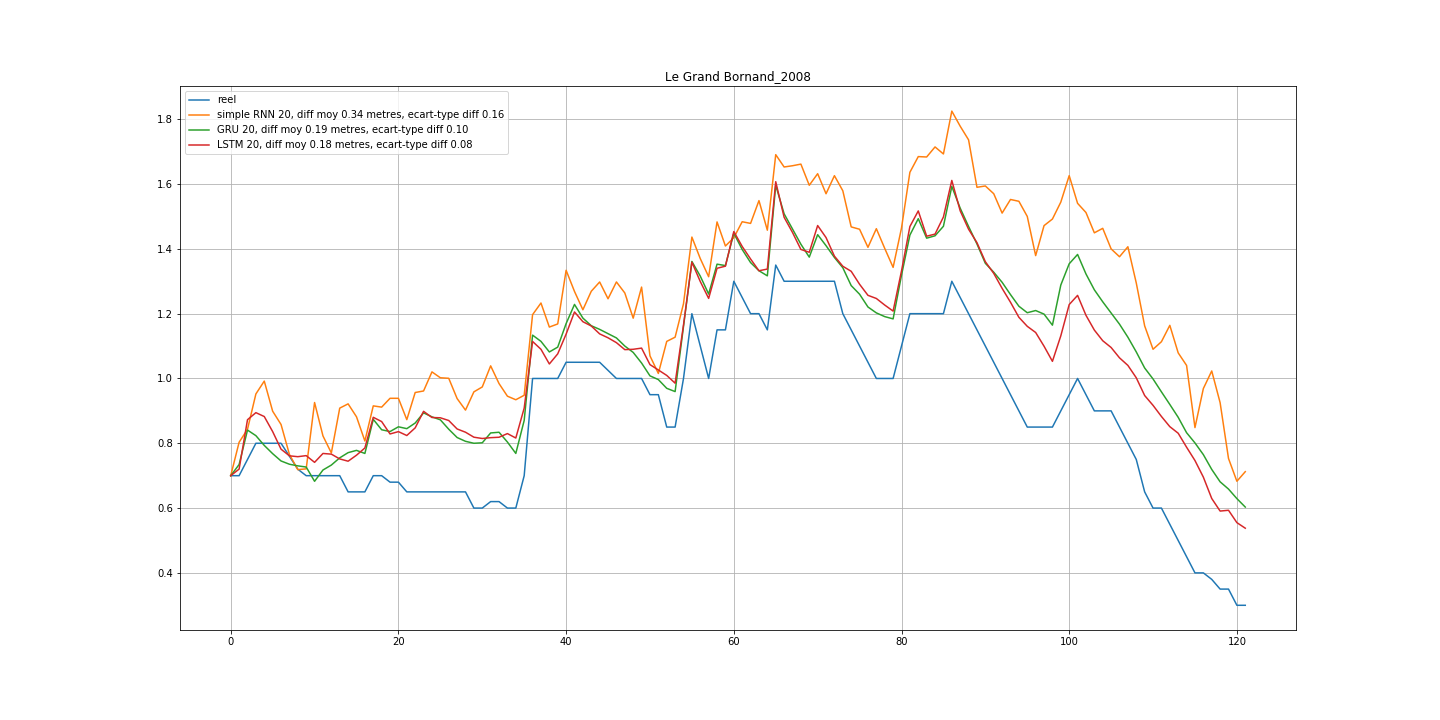 Le Grand Bornand_2008
reel
simple RNN 20, diff moy 0.34 metres, ecart-type diff 0.16
GRU 20, diff moy 0.19 metres, ecart-type diff 0.10
LSTM 20, diff moy 0.18 metres, ecart-type diff 0.08
1.8
1.6
1.4
1.2
1.0
0.8
0.6
0.4
0 20 40 60 80 100 120